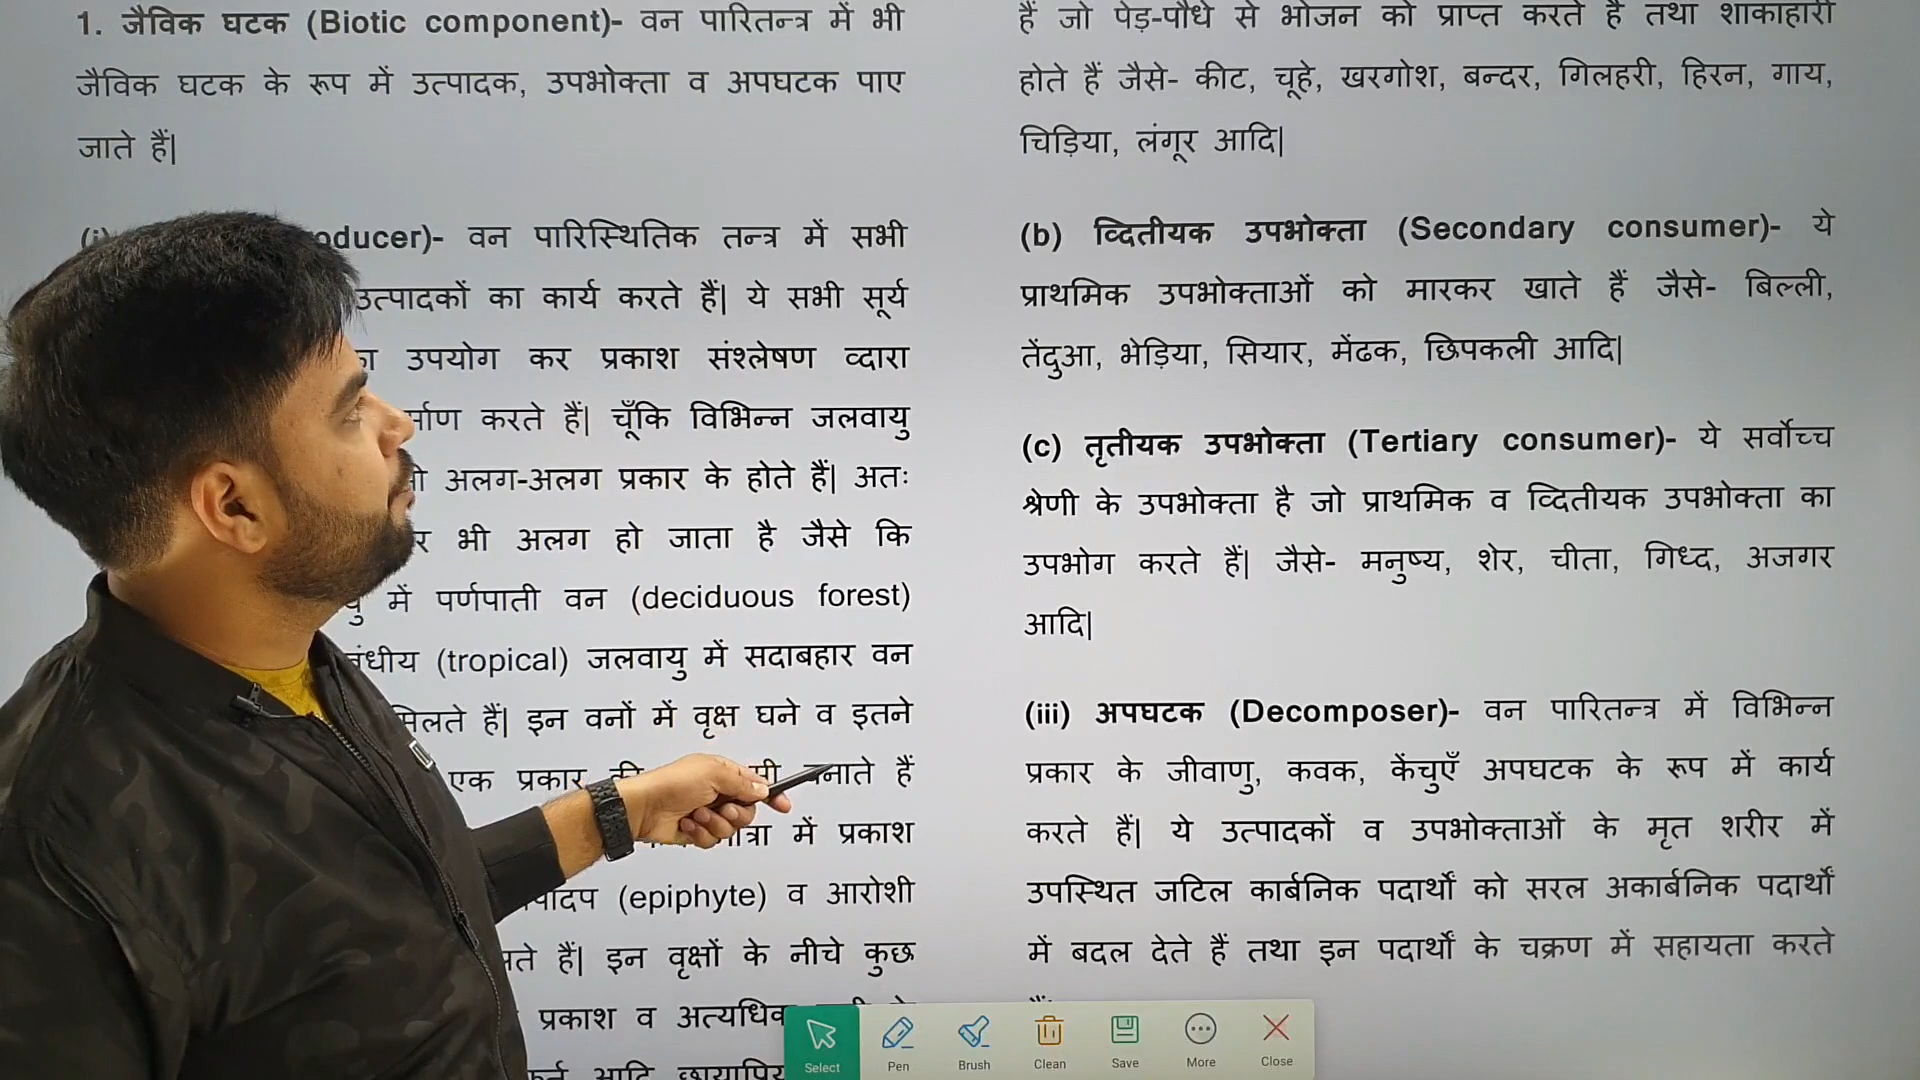 1. जैविक घटक (Biotic component)- वन पारितन्त्र में भी
जैविक घटक के रूप में उत्पादक, उपभोक्ता व अपघटक पाए
जाते हैं|
(i) oducer)- वन पारिस्थितिक तन्त्र में सभी
उत्पादकों का कार्य करते हैं| ये सभी सूर्य
उपयोग कर प्रकाश संश्लेषण व्दारा
करते हैं| चूँकि विभिन्न जलवायु
अलग-अलग प्रकार के होते हैं| अतः
भी अलग हो जाता है जैसे कि
में पर्णपाती वन (deciduous forest)
(tropical) जलवायु में सदाबहार वन
हैं| इन वनों में वृक्ष घने व इतने
एक प्रकार बनाते हैं
में प्रकाश
(epiphyte) व आरोशी
हैं| इन वृक्षों के नीचे कुछ
प्रकाश व
आदि
हैं जो पेड़-पौधे से भोजन को प्राप्त करते हैं तथा शाकाहारी
होते हैं जैसे- कीट, चूहे, खरगोश, बन्दर, गिलहरी, हिरन, गाय,
चिड़िया, लंगूर आदि|
(b) व्दितीयक उपभोक्ता (Secondary consumer)- ये
प्राथमिक उपभोक्ताओं को मारकर खाते हैं जैसे- बिल्ली,
तेंदुआ, भेड़िया, सियार, मेंढक, छिपकली आदि|
(c) तृतीयक उपभोक्ता (Tertiary consumer)- ये सर्वोच्च
श्रेणी के उपभोक्ता है जो प्राथमिक व व्दितीयक उपभोक्ता का
उपभोग करते हैं| जैसे- मनुष्य, शेर, चीता, गिध्द, अजगर
आदि|
(iii) अपघटक (Decomposer)- वन पारितन्त्र में विभिन्न
प्रकार के जीवाणु, कवक, केंचुएँ अपघटक के रूप में कार्य
करते हैं| ये उत्पादकों व उपभोक्ताओं के मृत शरीर में
उपस्थित जटिल कार्बनिक पदार्थों को सरल अकार्बनिक पदार्थों
में बदल देते हैं तथा इन पदार्थों के चक्रण में सहायता करते
Select Pen Brush Clean Save More Close